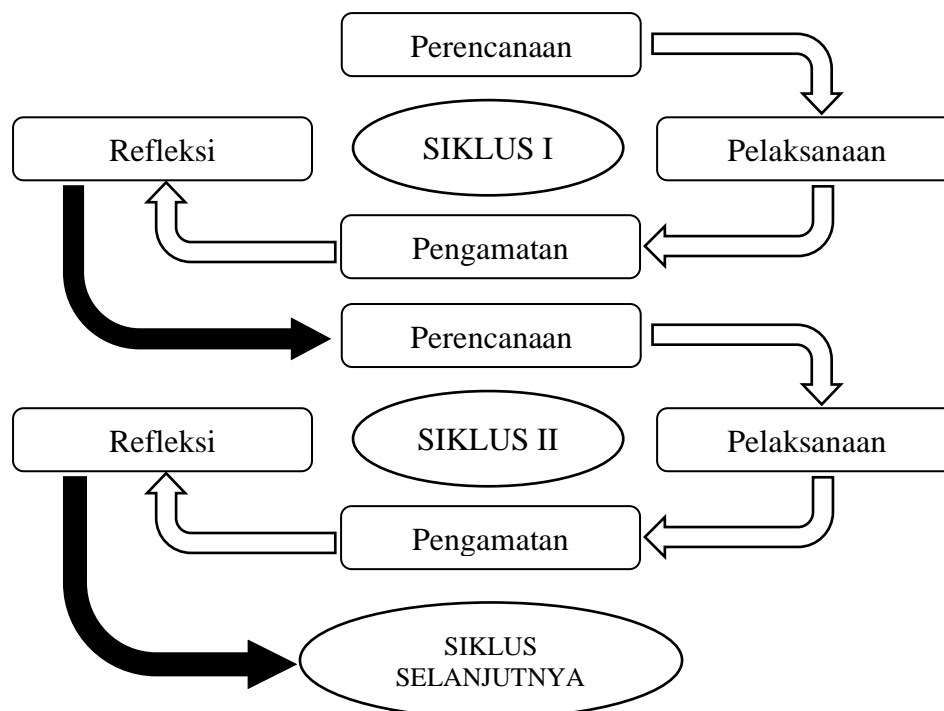 Perencanaan
Refleksi
SIKLUS I
Pelaksanaan
Pengamatan
Perencanaan
Refleksi
SIKLUS II
Pelaksanaan
Pengamatan
SIKLUS
SELANJUTNYA